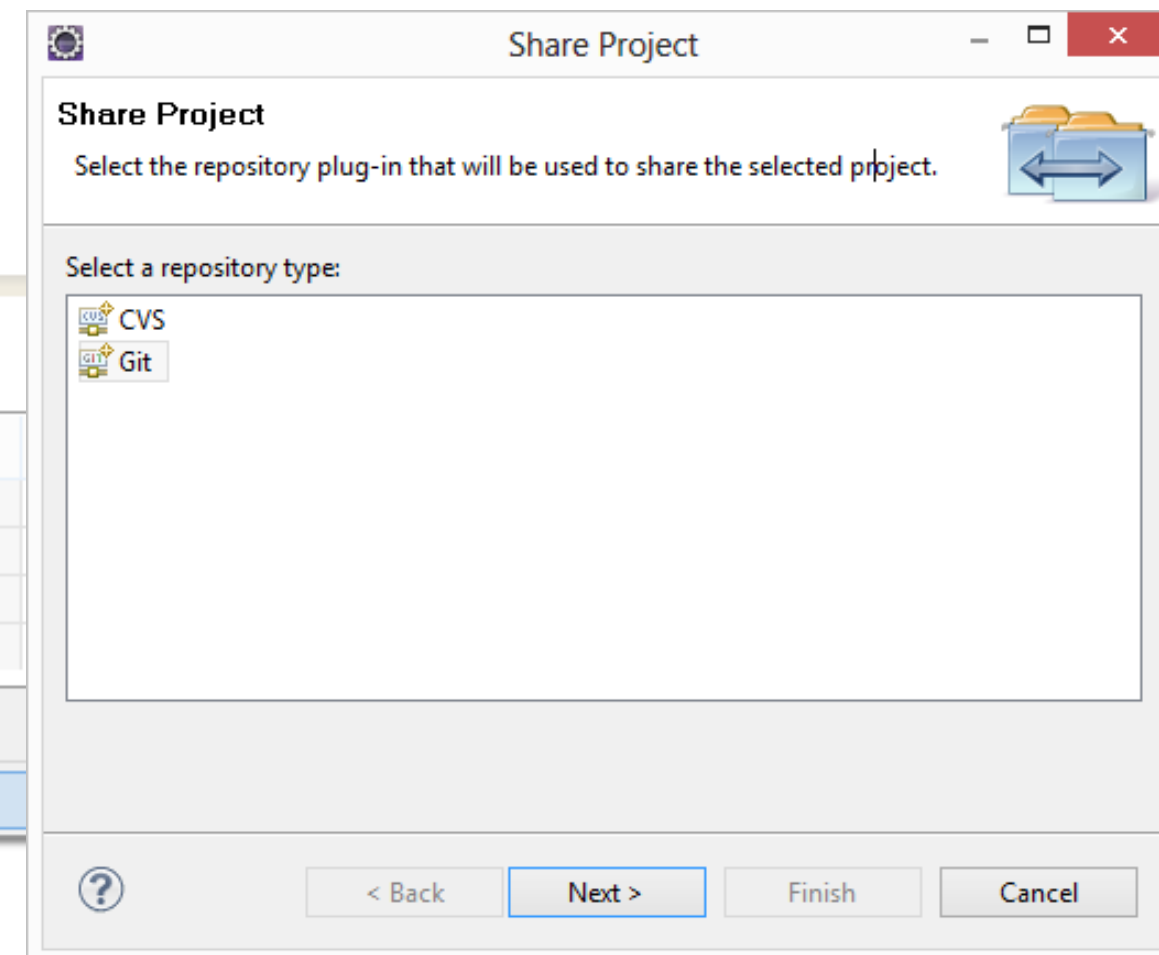 Share Project
Share Project
Select the repository plug-in that will be used to share the selected project.
Select a repository type:
CVS
Git
< Back
Next >
Finish
Cancel